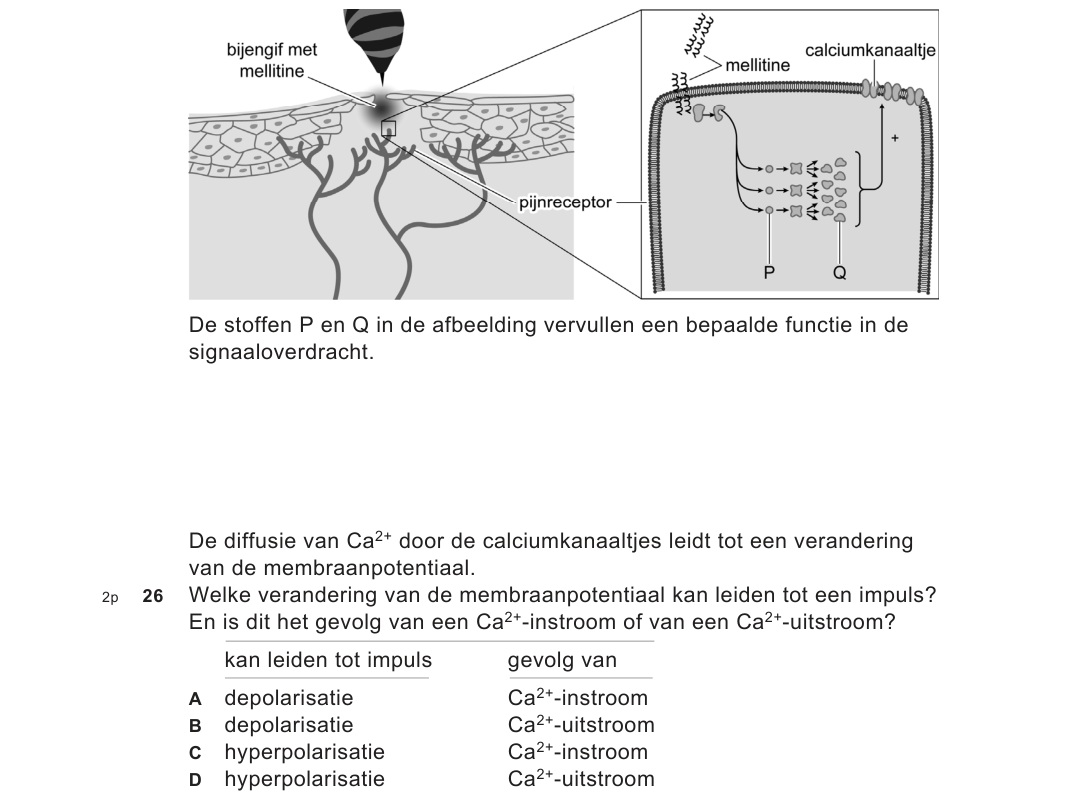 bijengif met
mellitine
mellitine
calciumkanaaltje
+
pijnreceptor
P
Q
De stoffen P en Q in de afbeelding vervullen een bepaalde functie in de
signaaloverdracht.
De diffusie van Ca²⁺ door de calciumkanaaltjes leidt tot een verandering
van de membraanpotentiaal.
2p 26 Welke verandering van de membraanpotentiaal kan leiden tot een impuls?
En is dit het gevolg van een Ca²⁺-instroom of van een Ca²⁺-uitstroom?
kan leiden tot impuls gevolg van
A depolarisatie Ca²⁺-instroom
B depolarisatie Ca²⁺-uitstroom
C hyperpolarisatie Ca²⁺-instroom
D hyperpolarisatie Ca²⁺-uitstroom